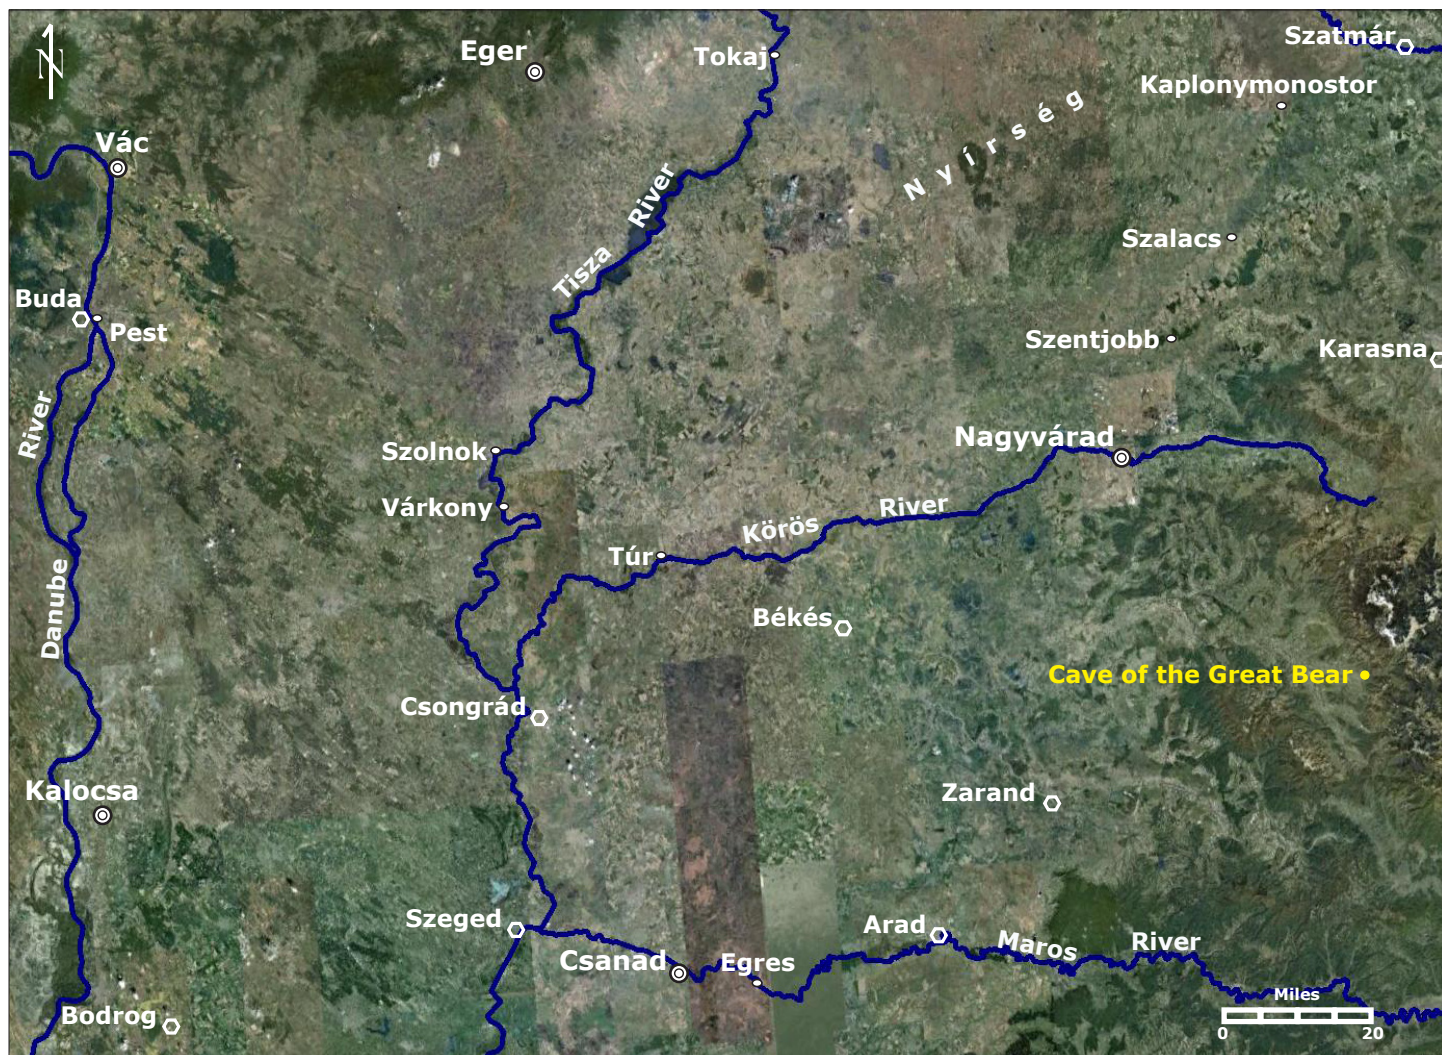 N
Eger
Tokaj
Szatmár
Kaplonymonostor
Vác
Nyírség
River
Tisza
Szalacs
Buda
Pest
Szentjobb
Karasna
River
Nagyvárad
Szolnok
Várkony
Körös
River
Túr
Danube
Békés
Cave of the Great Bear
Csongrád
Kalocsa
Zarand
Szeged
Arad
Maros
River
Csanad
Egres
Miles
0
20
Bodrog